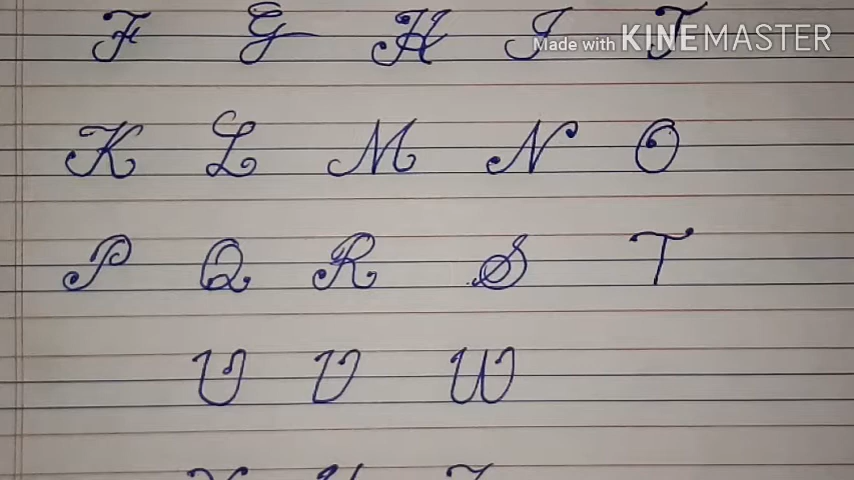 F G H I J
Made with KINEMASTER
K L M N O
P Q R S T
U V W